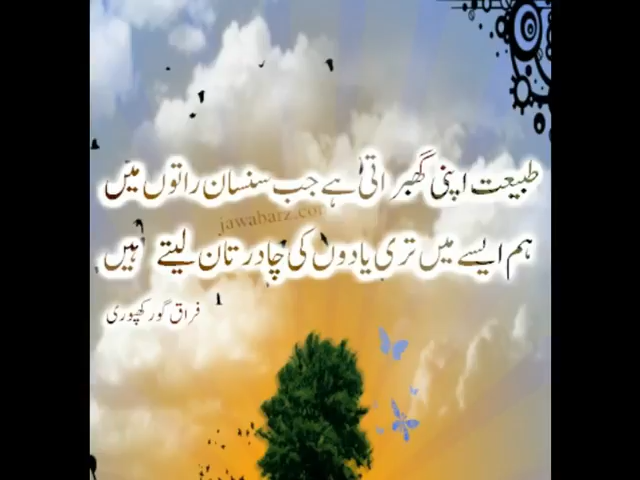 طبیعت اپنی گھبراتی ہے جب سنسان راتوں میں
jawabarz.com
ہم ایسے میں تری یادوں کی چادر تان لیتے ہیں
فراق گورکھپوری